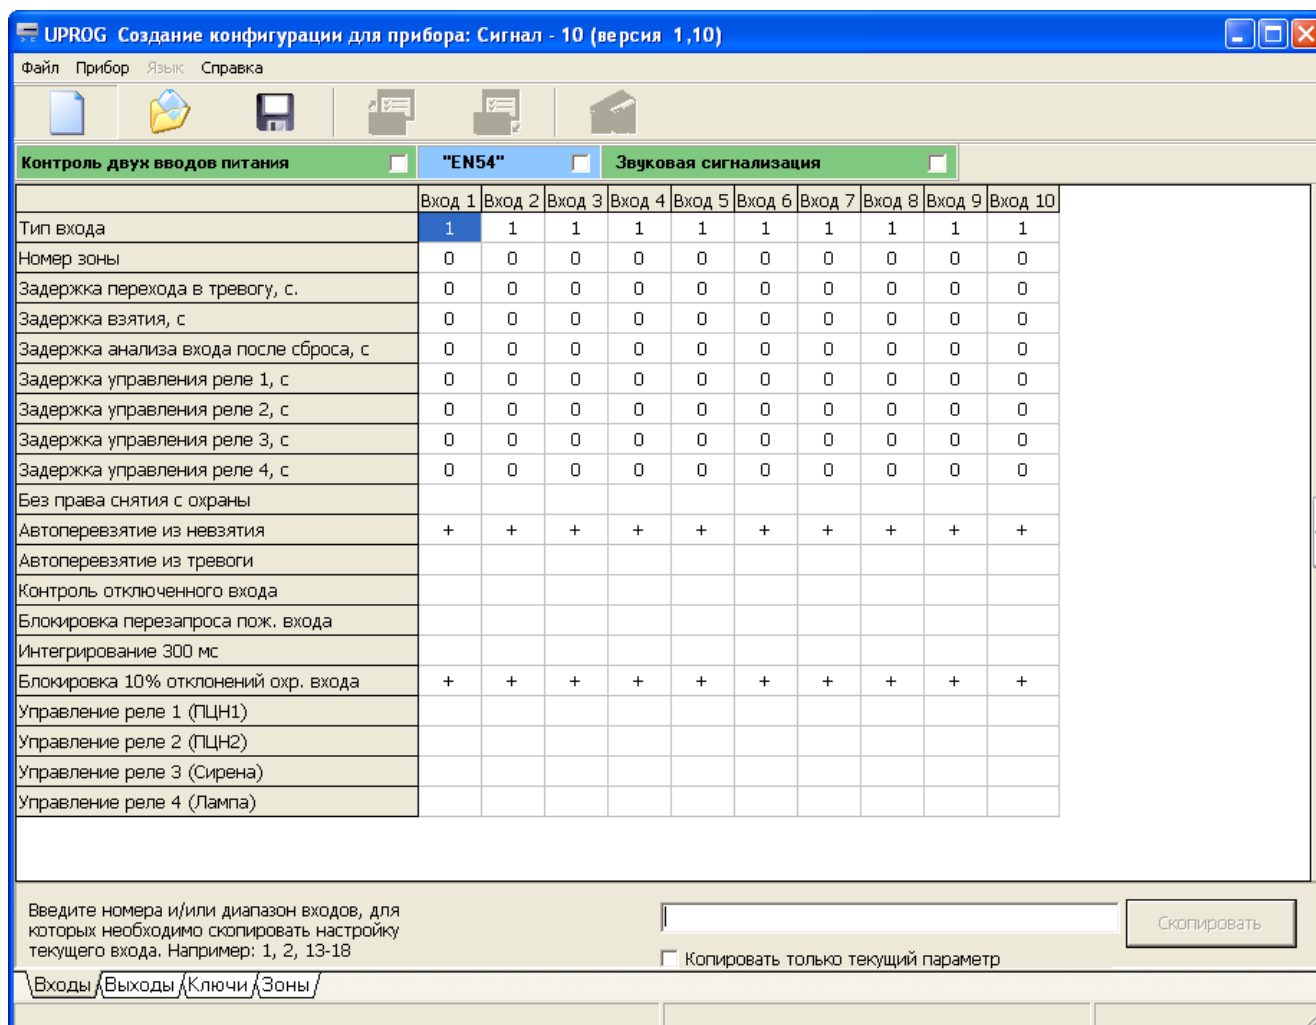 UPROG Создание конфигурации для прибора: Сигнал - 10 (версия 1,10)
Файл Прибор Язык Справка
Контроль двух вводов питания "EN54" Звуковая сигнализация
Вход 1 Вход 2 Вход 3 Вход 4 Вход 5 Вход 6 Вход 7 Вход 8 Вход 9 Вход 10
Тип входа 1 1 1 1 1 1 1 1 1 1
Номер зоны 0 0 0 0 0 0 0 0 0 0
Задержка перехода в тревогу, с. 0 0 0 0 0 0 0 0 0 0
Задержка взятия, с 0 0 0 0 0 0 0 0 0 0
Задержка анализа входа после сброса, с 0 0 0 0 0 0 0 0 0 0
Задержка управления реле 1, с 0 0 0 0 0 0 0 0 0 0
Задержка управления реле 2, с 0 0 0 0 0 0 0 0 0 0
Задержка управления реле 3, с 0 0 0 0 0 0 0 0 0 0
Задержка управления реле 4, с 0 0 0 0 0 0 0 0 0 0
Без права снятия с охраны
Автоперевзятие из невзятия + + + + + + + + + +
Автоперевзятие из тревоги
Контроль отключенного входа
Блокировка перезапроса пож. входа
Интегрирование 300 мс
Блокировка 10% отклонений охр. входа + + + + + + + + + +
Управление реле 1 (ПЦН1)
Управление реле 2 (ПЦН2)
Управление реле 3 (Сирена)
Управление реле 4 (Лампа)
Введите номера и/или диапазон входов, для
которых необходимо скопировать настройку
текущего входа. Например: 1, 2, 13-18
Скопировать
Копировать только текущий параметр
Входы Выходы Ключи Зоны